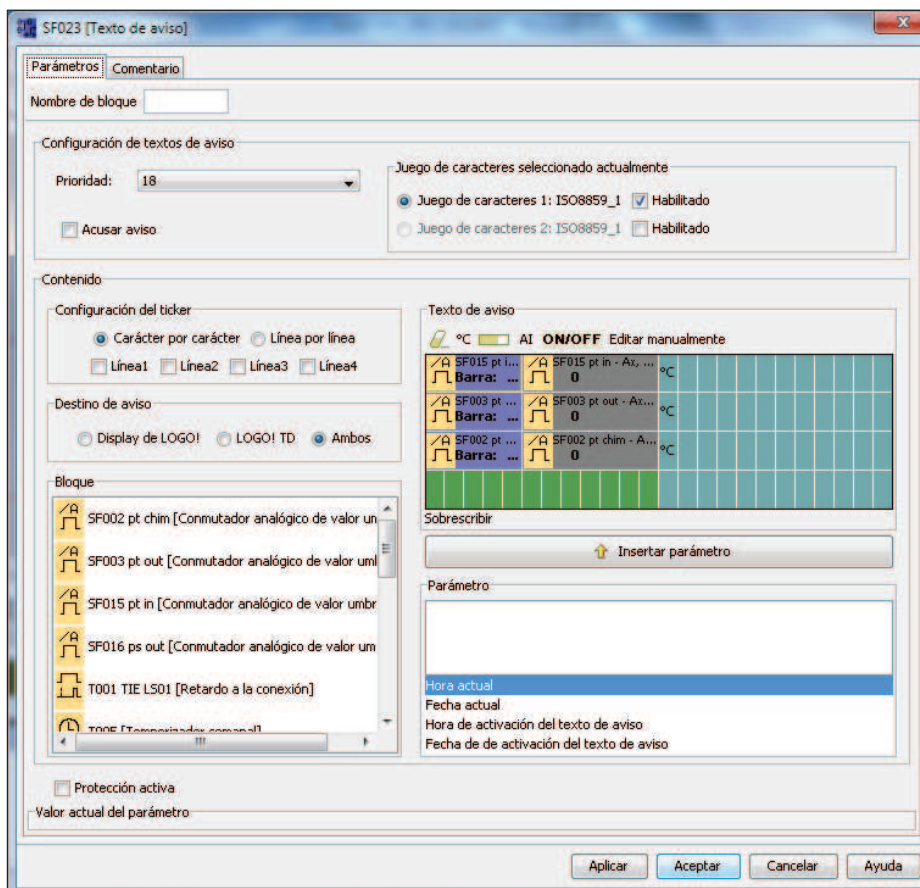 SF023 [Texto de aviso]
Parámetros Comentario
Nombre de bloque
Configuración de textos de aviso
Prioridad: 18
Acusar aviso
Juego de caracteres seleccionado actualmente
Juego de caracteres 1: ISO8859_1 Habilitado
Juego de caracteres 2: ISO8859_1 Habilitado
Contenido
Configuración del ticker
Carácter por carácter Línea por línea
Línea1 Línea2 Línea3 Línea4
Destino de aviso
Display de LOGO! LOGO! TD Ambos
Bloque
SF002 pt chim [Conmutador analógico de valor un
SF003 pt out [Conmutador analógico de valor uml
SF015 pt in [Conmutador analógico de valor umbr
SF016 ps out [Conmutador analógico de valor um
T001 TIE LS01 [Retardo a la conexión]
T005 [Temporizador semanal]
Texto de aviso
°C AI ON/OFF Editar manualmente
SF015 pt i... SF015 pt in - Ax, ...
Barra: ... 0 °C
SF003 pt ... SF003 pt out - Ax...
Barra: ... 0 °C
SF002 pt ... SF002 pt chim - A...
Barra: ... 0 °C
Sobrescribir
Insertar parámetro
Parámetro
Hora actual
Fecha actual
Hora de activación del texto de aviso
Fecha de de activación del texto de aviso
Protección activa
Valor actual del parámetro
Aplicar Aceptar Cancelar Ayuda